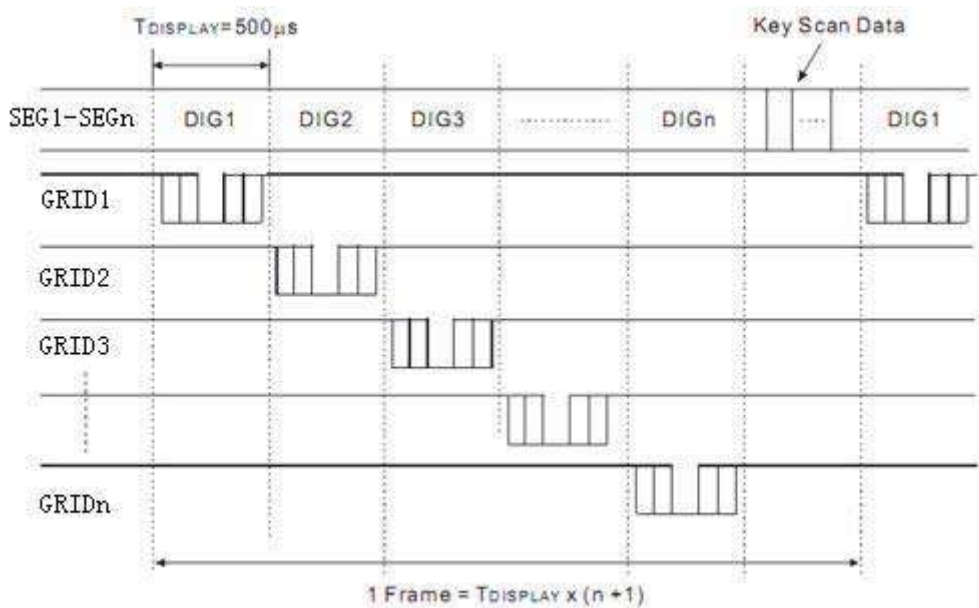 TDISPLAY=500µs
Key Scan Data
SEG1-SEGn DIG1 DIG2 DIG3 ............ DIGn .... DIG1
GRID1
GRID2
GRID3
GRIDn
1 Frame = TDISPLAY x (n +1)